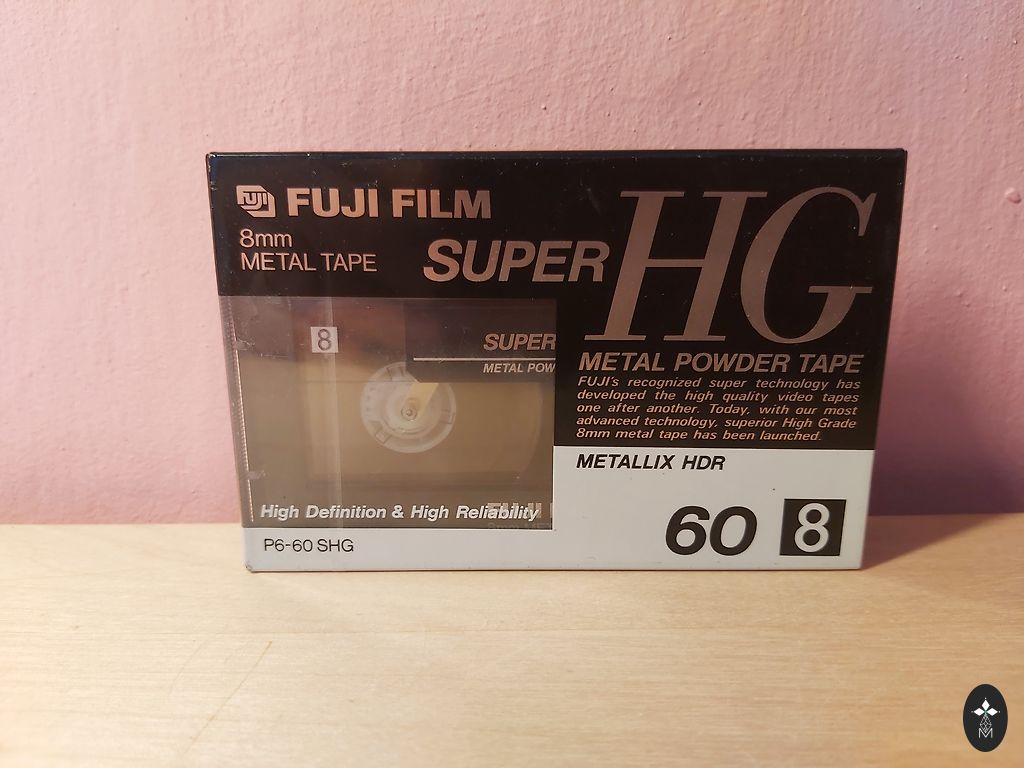 FUJI FUJI FILM
8mm
METAL TAPE
SUPER HG
METAL POWDER TAPE
FUJI's recognized super technology has
developed the high quality video tapes
one after another. Today, with our most
advanced technology, superior High Grade
8mm metal tape has been launched.
8
SUPER
METAL POW
METALLIX HDR
High Definition & High Reliability
FUJI
60 8
P6-60 SHG
M